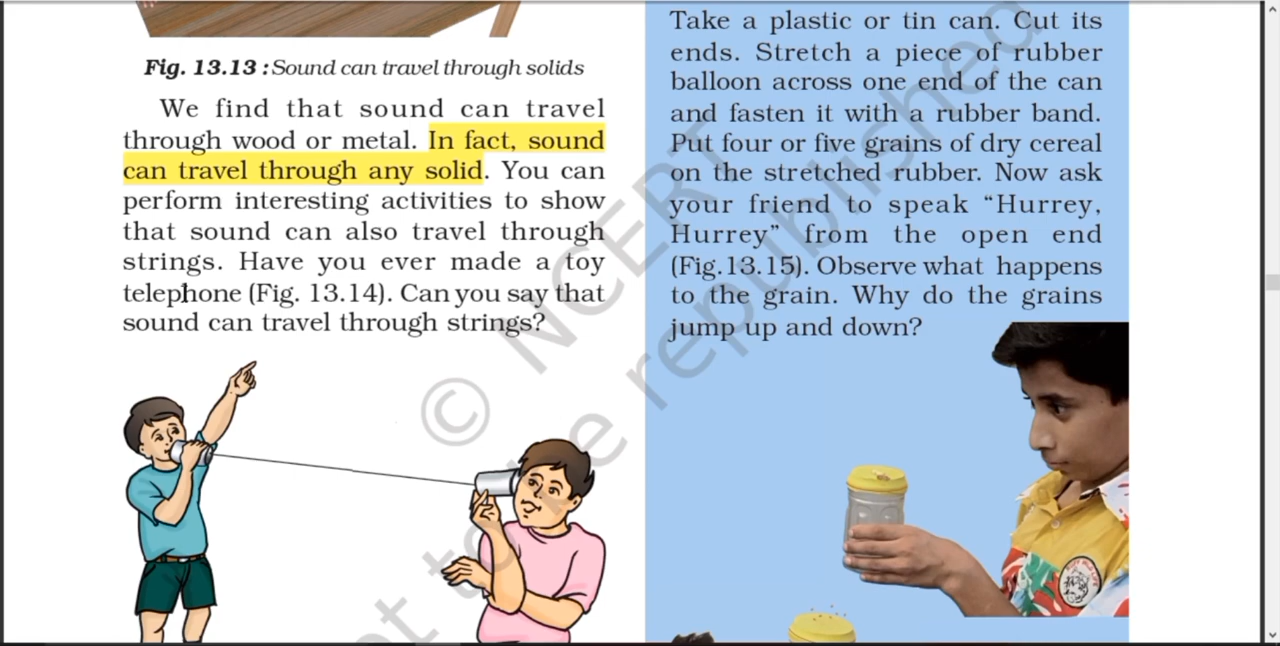 Fig. 13.13 : Sound can travel through solids
We find that sound can travel
through wood or metal. In fact, sound
can travel through any solid. You can
perform interesting activities to show
that sound can also travel through
strings. Have you ever made a toy
telephone (Fig. 13.14). Can you say that
sound can travel through strings?
Take a plastic or tin can. Cut its
ends. Stretch a piece of rubber
balloon across one end of the can
and fasten it with a rubber band.
Put four or five grains of dry cereal
on the stretched rubber. Now ask
your friend to speak “Hurrey,
Hurrey” from the open end
(Fig.13.15). Observe what happens
to the grain. Why do the grains
jump up and down?
© NCERT
not to be republished